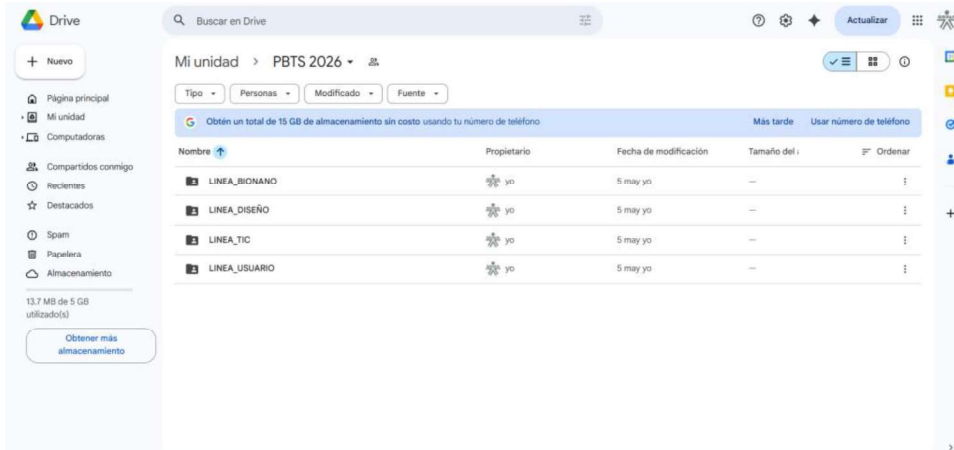 Drive
Buscar en Drive
Actualizar
Nuevo
Mi unidad > PBTS 2026
Tipo
Personas
Modificado
Fuente
Página principal
Mi unidad
Computadoras
Compartidos conmigo
Recientes
Destacados
Spam
Papelera
Almacenamiento
13.7 MB de 5 GB
utilizado(s)
Obtener más
almacenamiento
Obtén un total de 15 GB de almacenamiento sin costo usando tu número de teléfono
Más tarde
Usar número de teléfono
Nombre Propietario Fecha de modificación Tamaño del Ordenar
LINEA_BIONANO yo 5 may yo —
LINEA_DISEÑO yo 5 may yo —
LINEA_TIC yo 5 may yo —
LINEA_USUARIO yo 5 may yo —